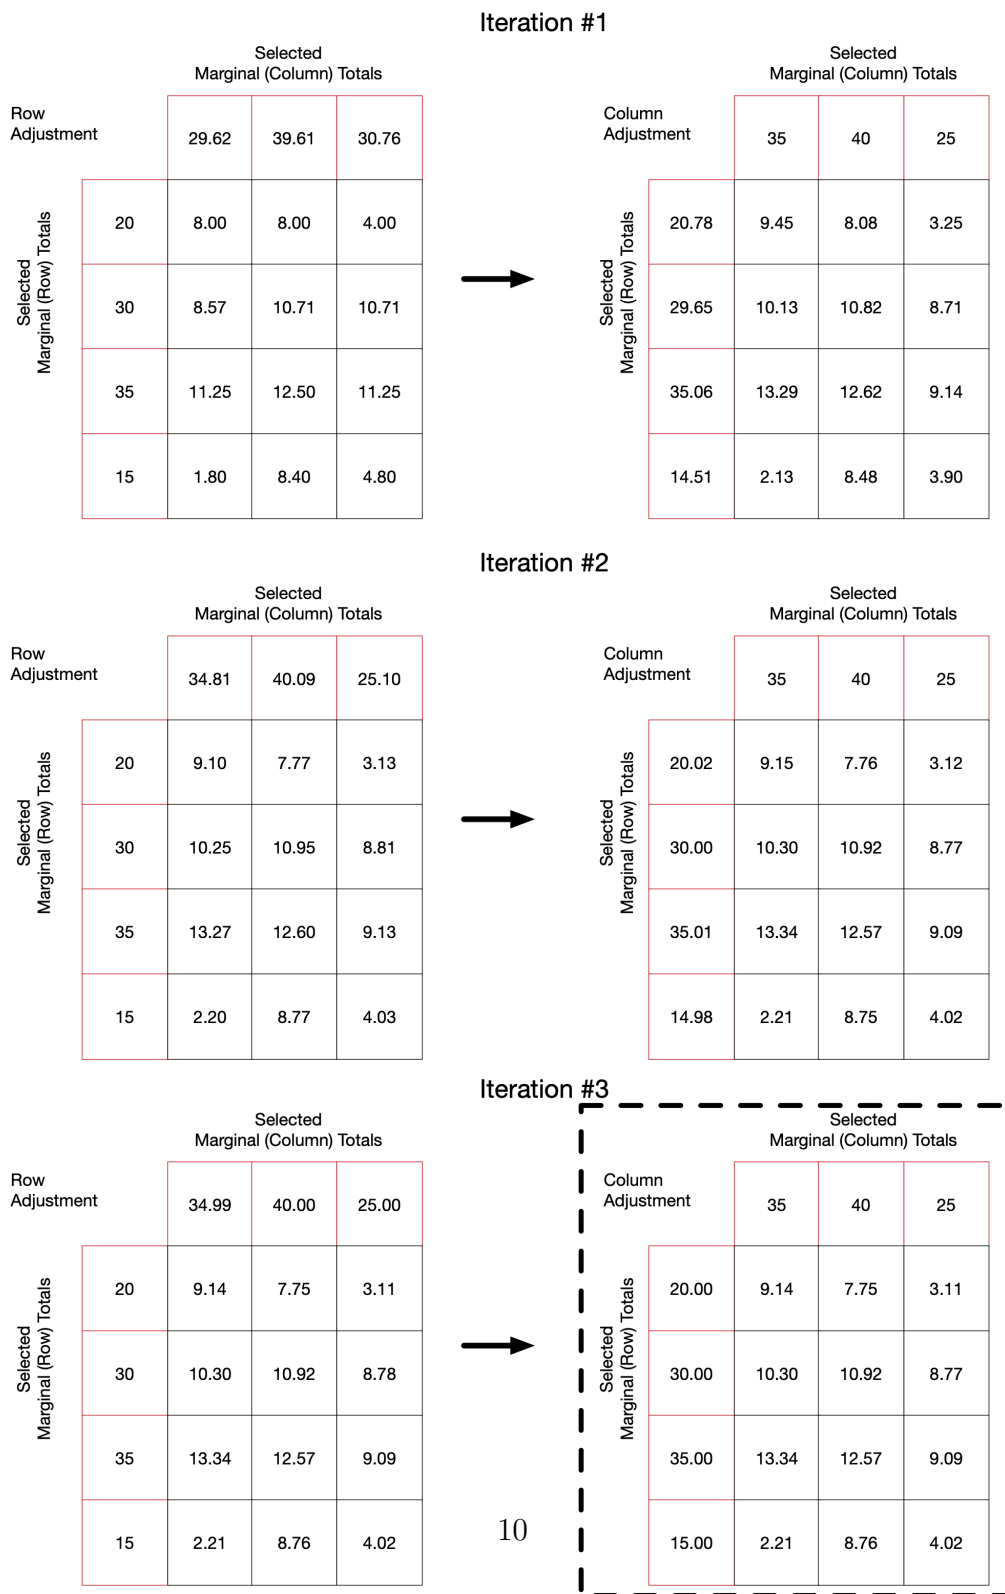 Iteration #1
Selected
Marginal (Column) Totals
Row
Adjustment
29.62 39.61 30.76
Selected
Marginal (Row) Totals
20 8.00 8.00 4.00
30 8.57 10.71 10.71
35 11.25 12.50 11.25
15 1.80 8.40 4.80
Selected
Marginal (Column) Totals
Column
Adjustment
35 40 25
Selected
Marginal (Row) Totals
20.78 9.45 8.08 3.25
29.65 10.13 10.82 8.71
35.06 13.29 12.62 9.14
14.51 2.13 8.48 3.90
Iteration #2
Selected
Marginal (Column) Totals
Row
Adjustment
34.81 40.09 25.10
Selected
Marginal (Row) Totals
20 9.10 7.77 3.13
30 10.25 10.95 8.81
35 13.27 12.60 9.13
15 2.20 8.77 4.03
Selected
Marginal (Column) Totals
Column
Adjustment
35 40 25
Selected
Marginal (Row) Totals
20.02 9.15 7.76 3.12
30.00 10.30 10.92 8.77
35.01 13.34 12.57 9.09
14.98 2.21 8.75 4.02
Iteration #3
Selected
Marginal (Column) Totals
Row
Adjustment
34.99 40.00 25.00
Selected
Marginal (Row) Totals
20 9.14 7.75 3.11
30 10.30 10.92 8.78
35 13.34 12.57 9.09
15 2.21 8.76 4.02
Selected
Marginal (Column) Totals
Column
Adjustment
35 40 25
Selected
Marginal (Row) Totals
20.00 9.14 7.75 3.11
30.00 10.30 10.92 8.77
35.00 13.34 12.57 9.09
15.00 2.21 8.76 4.02
10